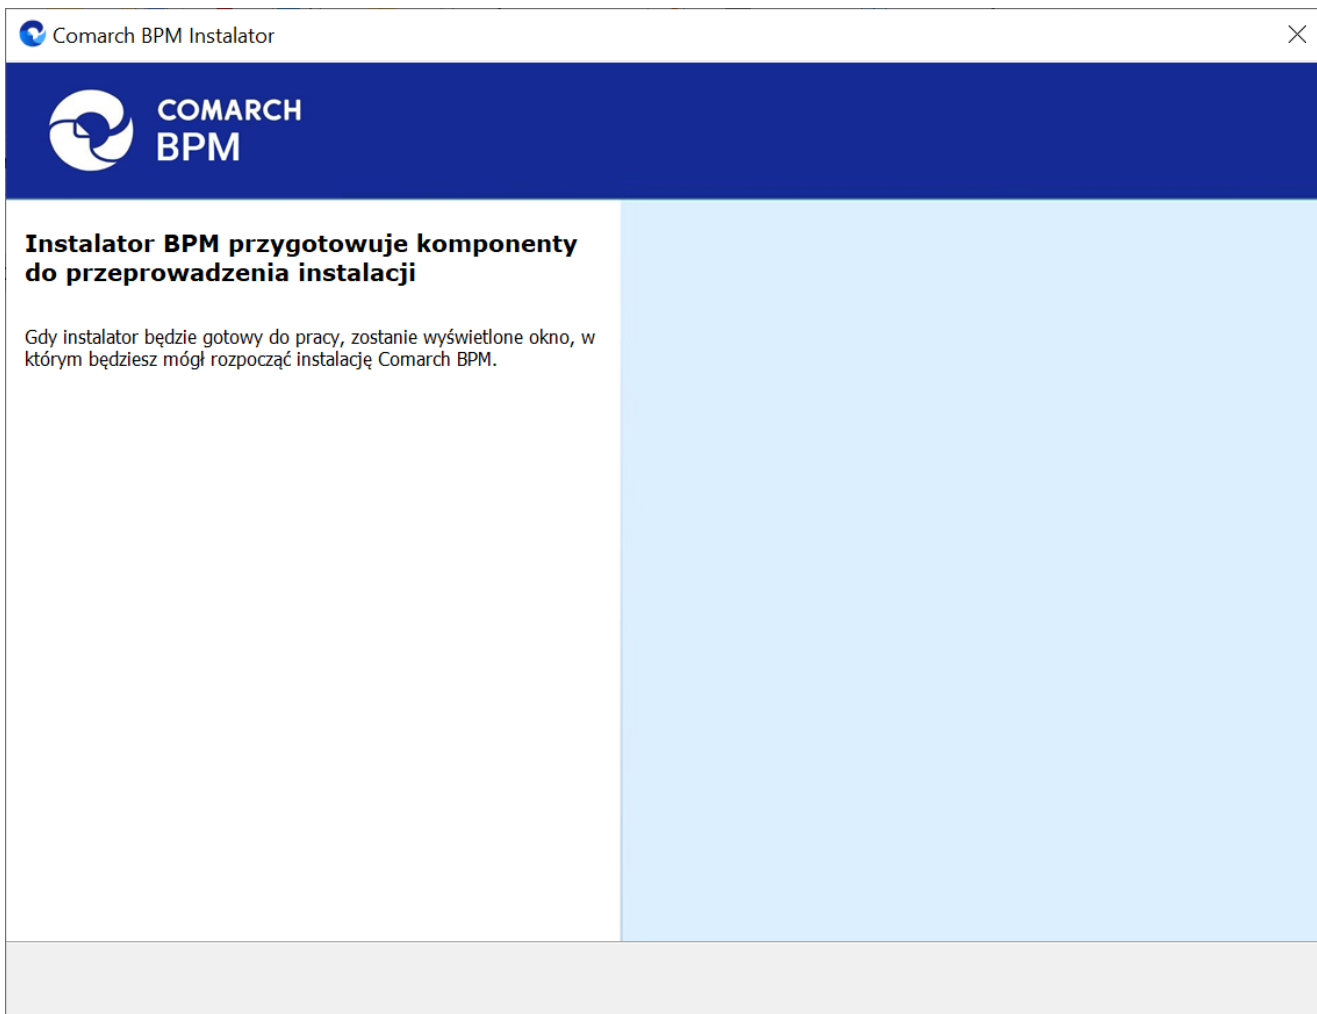 Comarch BPM Instalator
COMARCH
BPM
Instalator BPM przygotowuje komponenty
do przeprowadzenia instalacji
Gdy instalator będzie gotowy do pracy, zostanie wyświetlone okno, w
którym będziesz mógł rozpocząć instalację Comarch BPM.